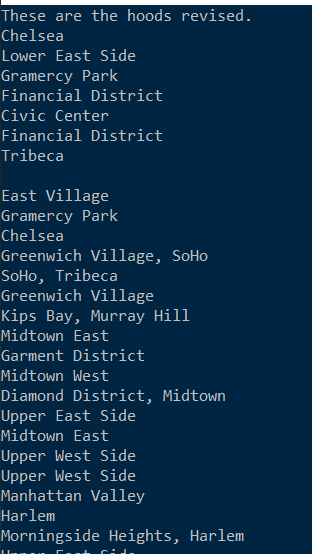 These are the hoods revised.
Chelsea
Lower East Side
Gramercy Park
Financial District
Civic Center
Financial District
Tribeca

East Village
Gramercy Park
Chelsea
Greenwich Village, SoHo
SoHo, Tribeca
Greenwich Village
Kips Bay, Murray Hill
Midtown East
Garment District
Midtown West
Diamond District, Midtown
Upper East Side
Midtown East
Upper West Side
Upper West Side
Manhattan Valley
Harlem
Morningside Heights, Harlem
Upper East Side